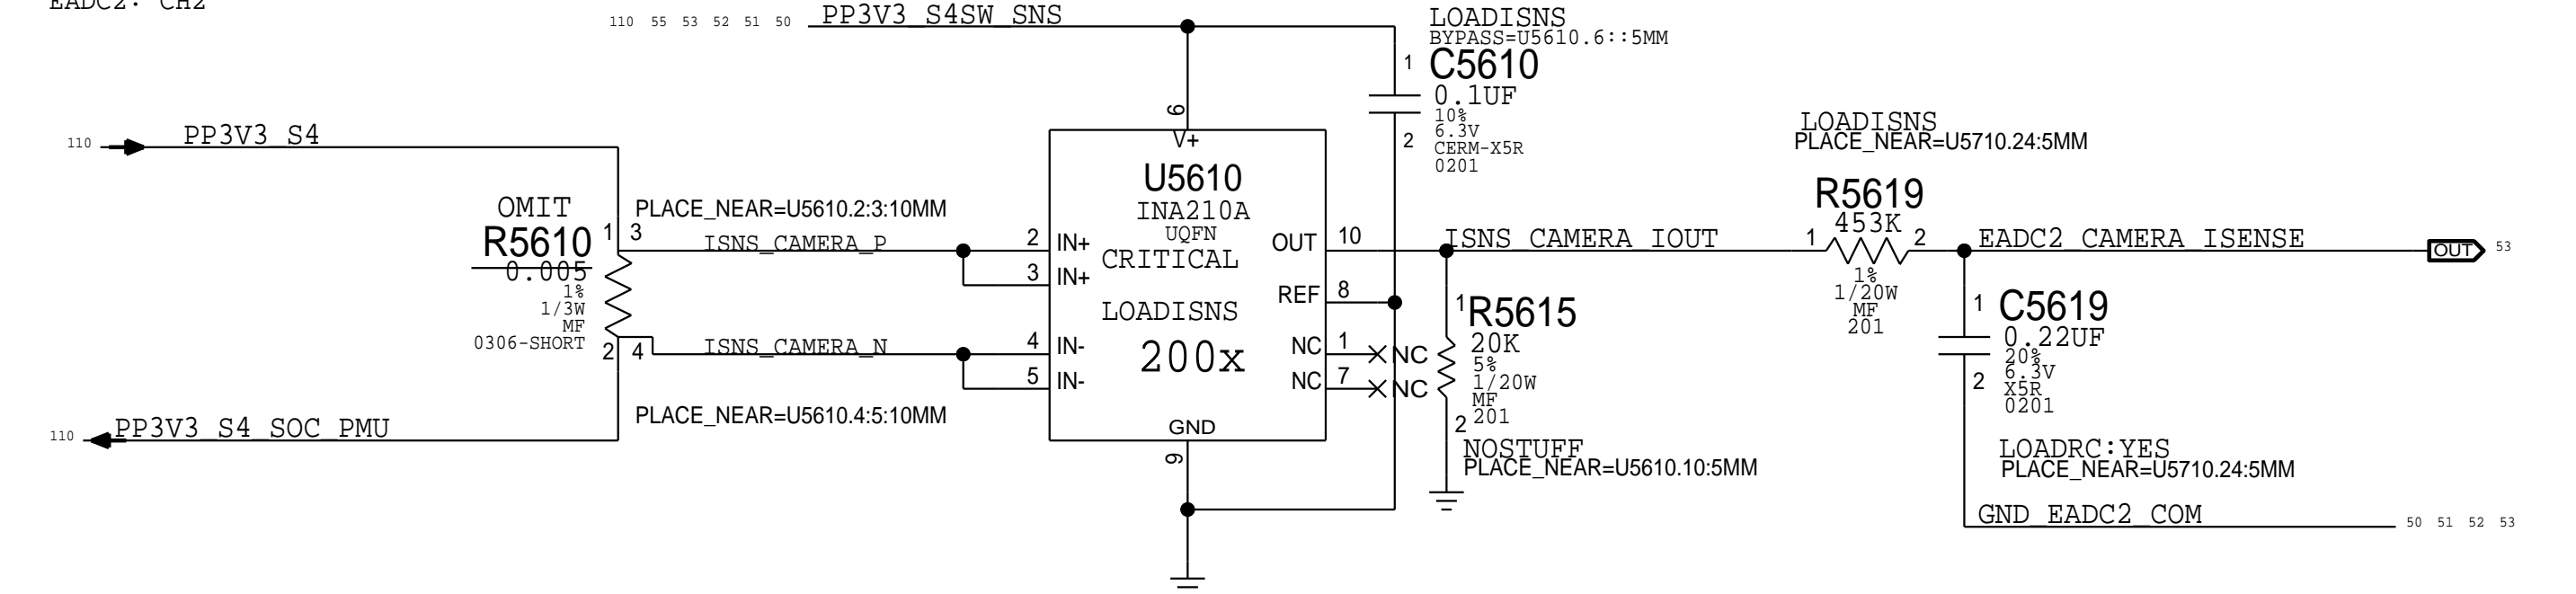 EADC2: CH2
110 55 53 52 51 50 PP3V3_S4SW_SNS
LOADISNS
BYPASS=U5610.6::5MM
1 C5610
0.1UF
10%
6.3V
2 CERM-X5R
0201
6
110 PP3V3_S4
V+
U5610
INA210A
UQFN
CRITICAL
LOADISNS
200x
GND
9
OMIT
R5610
0.005
1%
1/3W
MF
0306-SHORT
1 3
2 4
PLACE_NEAR=U5610.2:3:10MM
ISNS_CAMERA_P
2 IN+
3 IN+
ISNS_CAMERA_N
4 IN-
5 IN-
PLACE_NEAR=U5610.4:5:10MM
110 PP3V3_S4_SOC_PMU
OUT 10
REF 8
NC 1 NC
NC 7 NC
ISNS_CAMERA_IOUT
1 R5615
20K
5%
1/20W
MF
2 201
NOSTUFF
PLACE_NEAR=U5610.10:5MM
LOADISNS
PLACE_NEAR=U5710.24:5MM
R5619
453K
1 2
1%
1/20W
MF
201
EADC2_CAMERA_ISENSE
OUT 53
1 C5619
0.22UF
20%
6.3V
2 X5R
0201
LOADRC:YES
PLACE_NEAR=U5710.24:5MM
GND_EADC2_COM
50 51 52 53